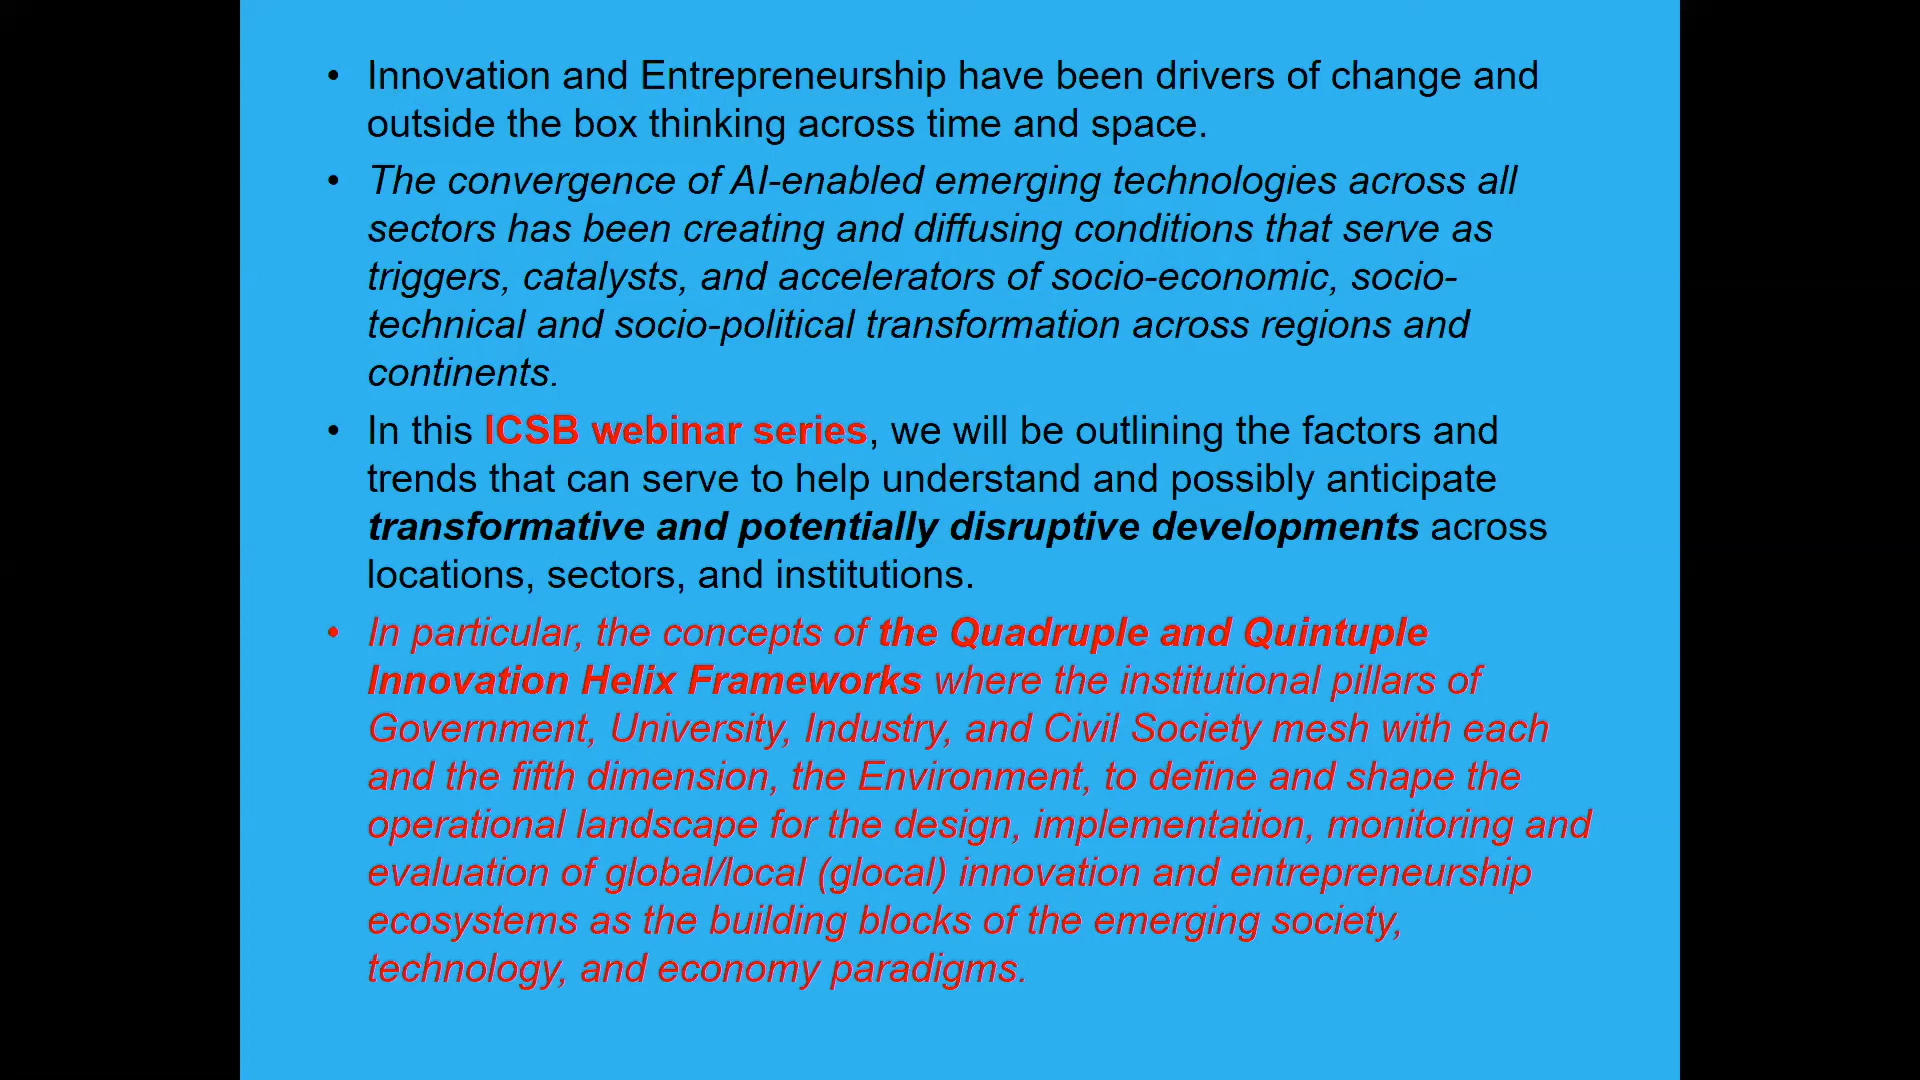 • Innovation and Entrepreneurship have been drivers of change and
outside the box thinking across time and space.
• The convergence of AI-enabled emerging technologies across all
sectors has been creating and diffusing conditions that serve as
triggers, catalysts, and accelerators of socio-economic, socio-
technical and socio-political transformation across regions and
continents.
• In this ICSB webinar series, we will be outlining the factors and
trends that can serve to help understand and possibly anticipate
transformative and potentially disruptive developments across
locations, sectors, and institutions.
• In particular, the concepts of the Quadruple and Quintuple
Innovation Helix Frameworks where the institutional pillars of
Government, University, Industry, and Civil Society mesh with each
and the fifth dimension, the Environment, to define and shape the
operational landscape for the design, implementation, monitoring and
evaluation of global/local (glocal) innovation and entrepreneurship
ecosystems as the building blocks of the emerging society,
technology, and economy paradigms.